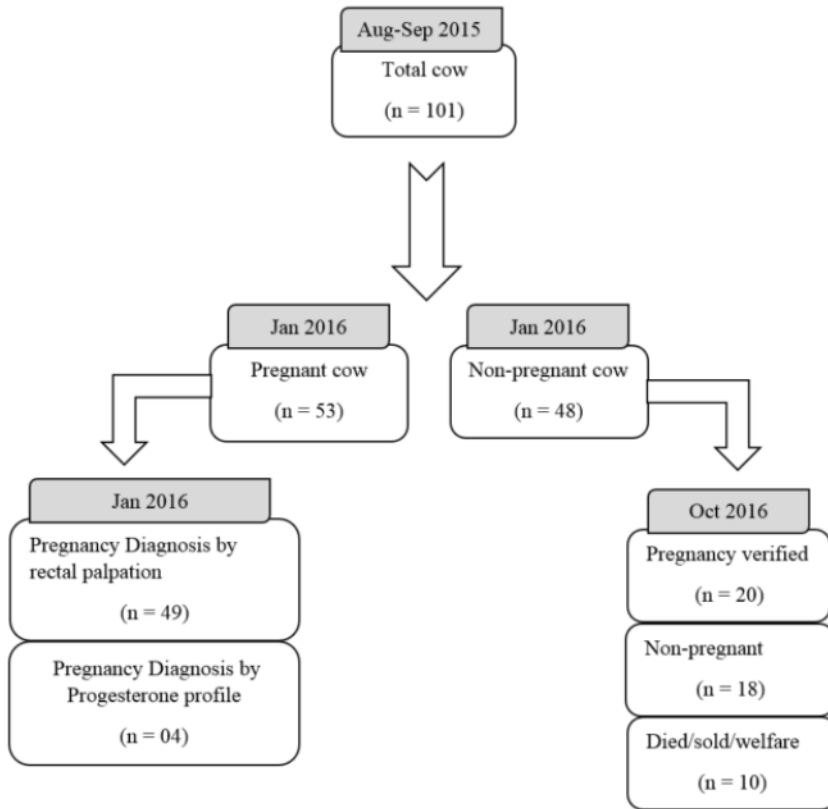 Aug-Sep 2015
Total cow
(n = 101)
Jan 2016
Pregnant cow
(n = 53)
Jan 2016
Non-pregnant cow
(n = 48)
Jan 2016
Pregnancy Diagnosis by
rectal palpation
(n = 49)
Pregnancy Diagnosis by
Progesterone profile
(n = 04)
Oct 2016
Pregnancy verified
(n = 20)
Non-pregnant
(n = 18)
Died/sold/welfare
(n = 10)